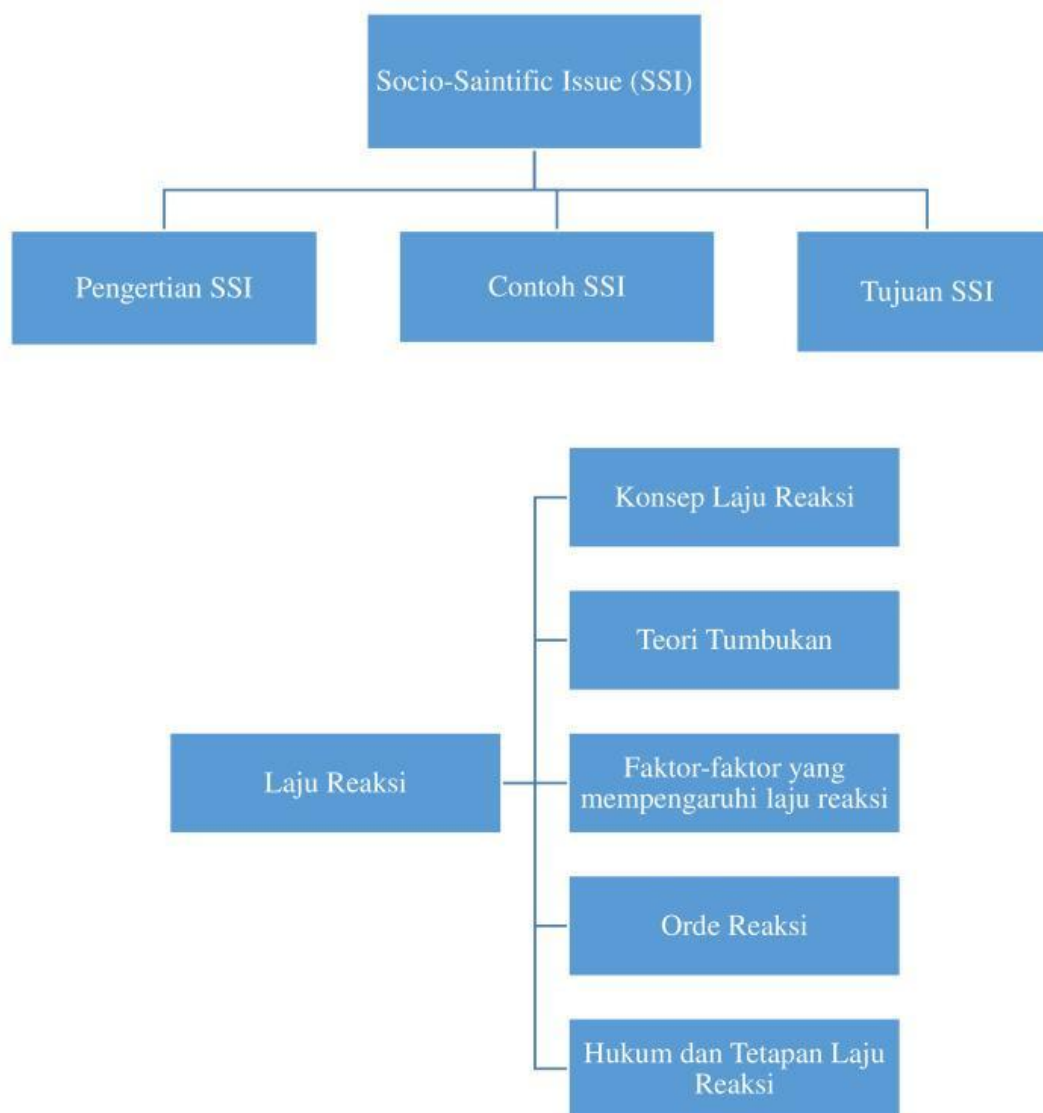 Socio-Saintific Issue (SSI)
Pengertian SSI
Contoh SSI
Tujuan SSI
Konsep Laju Reaksi
Teori Tumbukan
Laju Reaksi
Faktor-faktor yang
mempengaruhi laju reaksi
Orde Reaksi
Hukum dan Tetapan Laju
Reaksi